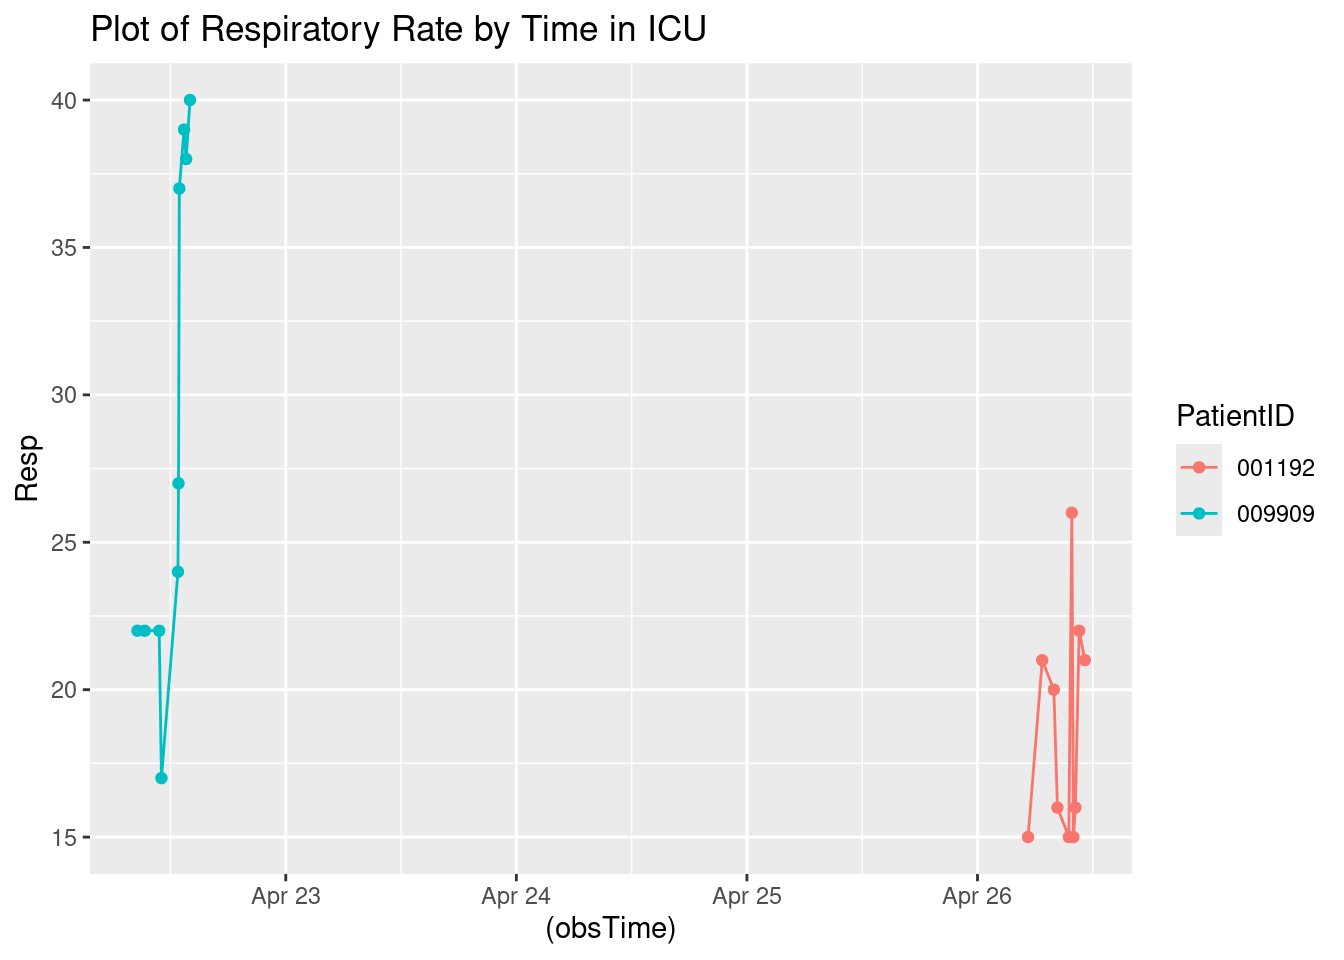 Plot of Respiratory Rate by Time in ICU
40
35
30
25
20
15
Resp
Apr 23
Apr 24
Apr 25
Apr 26
(obsTime)
PatientID
001192
009909